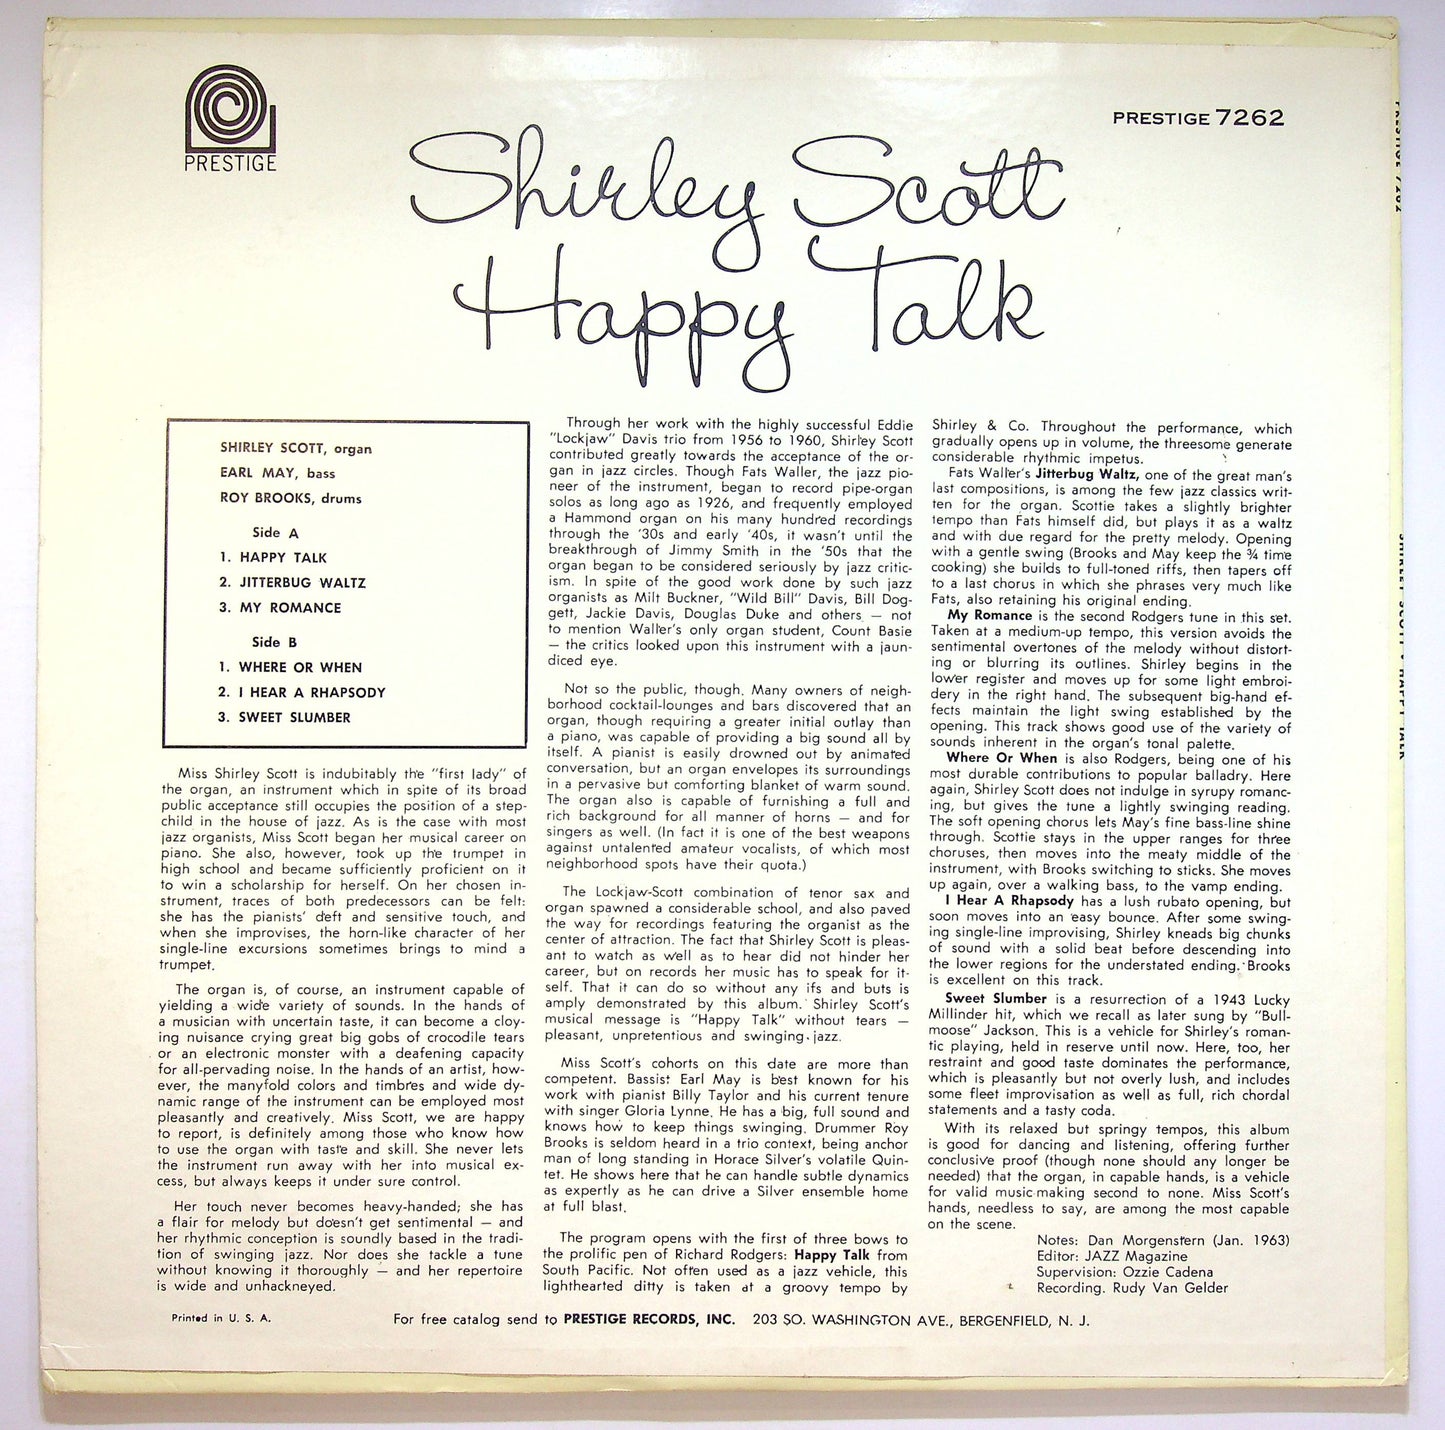 PRESTIGE
PRESTIGE 7262
Shirley Scott
Happy Talk
SHIRLEY SCOTT, organ
EARL MAY, bass
ROY BROOKS, drums
Side A
1. HAPPY TALK
2. JITTERBUG WALTZ
3. MY ROMANCE
Side B
1. WHERE OR WHEN
2. I HEAR A RHAPSODY
3. SWEET SLUMBER
Miss Shirley Scott is indubitably the "first lady" of
the organ, an instrument which in spite of its broad
public acceptance still occupies the position of a step-
child in the house of jazz. As is the case with most
jazz organists, Miss Scott began her musical career on
piano. She also, however, took up the trumpet in
high school and became sufficiently proficient on it
to win a scholarship for herself. On her chosen in-
strument, traces of both predecessors can be felt:
she has the pianists' deft and sensitive touch, and
when she improvises, the horn-like character of her
single-line excursions sometimes brings to mind a
trumpet.
The organ is, of course, an instrument capable of
yielding a wide variety of sounds. In the hands of
a musician with uncertain taste, it can become a cloy-
ing nuisance crying great big gobs of crocodile tears
or an electronic monster with a deafening capacity
for all-pervading noise. In the hands of an artist, how-
ever, the manyfold colors and timbres and wide dy-
namic range of the instrument can be employed most
pleasantly and creatively. Miss Scott, we are happy
to report, is definitely among those who know how
to use the organ with taste and skill. She never lets
the instrument run away with her into musical ex-
cess, but always keeps it under sure control.
Her touch never becomes heavy-handed; she has
a flair for melody but doesn't get sentimental — and
her rhythmic conception is soundly based in the tradi-
tion of swinging jazz. Nor does she tackle a tune
without knowing it thoroughly — and her repertoire
is wide and unhackneyed.
Through her work with the highly successful Eddie
"Lockjaw" Davis trio from 1956 to 1960, Shirley Scott
contributed greatly towards the acceptance of the or-
gan in jazz circles. Though Fats Waller, the jazz pio-
neer of the instrument, began to record pipe-organ
solos as long ago as 1926, and frequently employed
a Hammond organ on his many hundred recordings
through the '30s and early '40s, it wasn't until the
breakthrough of Jimmy Smith in the '50s that the
organ began to be considered seriously by jazz critic-
ism. In spite of the good work done by such jazz
organists as Milt Buckner, "Wild Bill" Davis, Bill Dog-
gett, Jackie Davis, Douglas Duke and others — not
to mention Waller's only organ student, Count Basie
— the critics looked upon this instrument with a jaun-
diced eye.
Not so the public, though. Many owners of neigh-
borhood cocktail-lounges and bars discovered that an
organ, though requiring a greater initial outlay than
a piano, was capable of providing a big sound all by
itself. A pianist is easily drowned out by animated
conversation, but an organ envelopes its surroundings
in a pervasive but comforting blanket of warm sound.
The organ also is capable of furnishing a full and
rich background for all manner of horns — and for
singers as well. (In fact it is one of the best weapons
against untalented amateur vocalists, of which most
neighborhood spots have their quota.)
The Lockjaw-Scott combination of tenor sax and
organ spawned a considerable school, and also paved
the way for recordings featuring the organist as the
center of attraction. The fact that Shirley Scott is pleas-
ant to watch as well as to hear did not hinder her
career, but on records her music has to speak for it-
self. That it can do so without any ifs and buts is
amply demonstrated by this album. Shirley Scott's
musical message is "Happy Talk" without tears —
pleasant, unpretentious and swinging jazz.
Miss Scott's cohorts on this date are more than
competent. Bassist Earl May is best known for his
work with pianist Billy Taylor and his current tenure
with singer Gloria Lynne. He has a big, full sound and
knows how to keep things swinging. Drummer Roy
Brooks is seldom heard in a trio context, being anchor
man of long standing in Horace Silver's volatile Quin-
tet. He shows here that he can handle subtle dynamics
as expertly as he can drive a Silver ensemble home
at full blast.
The program opens with the first of three bows to
the prolific pen of Richard Rodgers: Happy Talk from
South Pacific. Not often used as a jazz vehicle, this
lighthearted ditty is taken at a groovy tempo by
Shirley & Co. Throughout the performance, which
gradually opens up in volume, the threesome generate
considerable rhythmic impetus.
Fats Waller's Jitterbug Waltz, one of the great man's
last compositions, is among the few jazz classics writ-
ten for the organ. Scottie takes a slightly brighter
tempo than Fats himself did, but plays it as a waltz
and with due regard for the pretty melody. Opening
with a gentle swing (Brooks and May keep the ¾ time
cooking) she builds to full-toned riffs, then tapers off
to a last chorus in which she phrases very much like
Fats, also retaining his original ending.
My Romance is the second Rodgers tune in this set.
Taken at a medium-up tempo, this version avoids the
sentimental overtones of the melody without distort-
ing or blurring its outlines. Shirley begins in the
lower register and moves up for some light embroi-
dery in the right hand. The subsequent big-hand ef-
fects maintain the light swing established by the
opening. This track shows good use of the variety of
sounds inherent in the organ's tonal palette.
Where Or When is also Rodgers, being one of his
most durable contributions to popular balladry. Here
again, Shirley Scott does not indulge in syrupy romanc-
ing, but gives the tune a lightly swinging reading.
The soft opening chorus lets May's fine bass-line shine
through. Scottie stays in the upper ranges for three
choruses, then moves into the meaty middle of the
instrument, with Brooks switching to sticks. She moves
up again, over a walking bass, to the vamp ending.
I Hear A Rhapsody has a lush rubato opening, but
soon moves into an easy bounce. After some swing-
ing single-line improvising, Shirley kneads big chunks
of sound with a solid beat before descending into
the lower regions for the understated ending. Brooks
is excellent on this track.
Sweet Slumber is a resurrection of a 1943 Lucky
Millinder hit, which we recall as later sung by "Bull-
moose" Jackson. This is a vehicle for Shirley's roman-
tic playing, held in reserve until now. Here, too, her
restraint and good taste dominates the performance,
which is pleasantly but not overly lush, and includes
some fleet improvisation as well as full, rich chordal
statements and a tasty coda.
With its relaxed but springy tempos, this album
is good for dancing and listening, offering further
conclusive proof (though none should any longer be
needed) that the organ, in capable hands, is a vehicle
for valid music making second to none. Miss Scott's
hands, needless to say, are among the most capable
on the scene.
Notes: Dan Morgenstern (Jan. 1963)
Editor: JAZZ Magazine
Supervision: Ozzie Cadena
Recording. Rudy Van Gelder
Printed in U. S. A.
For free catalog send to PRESTIGE RECORDS, INC. 203 SO. WASHINGTON AVE., BERGENFIELD, N. J.
PRESTIGE 7262
SHIRLEY SCOTT • HAPPY TALK